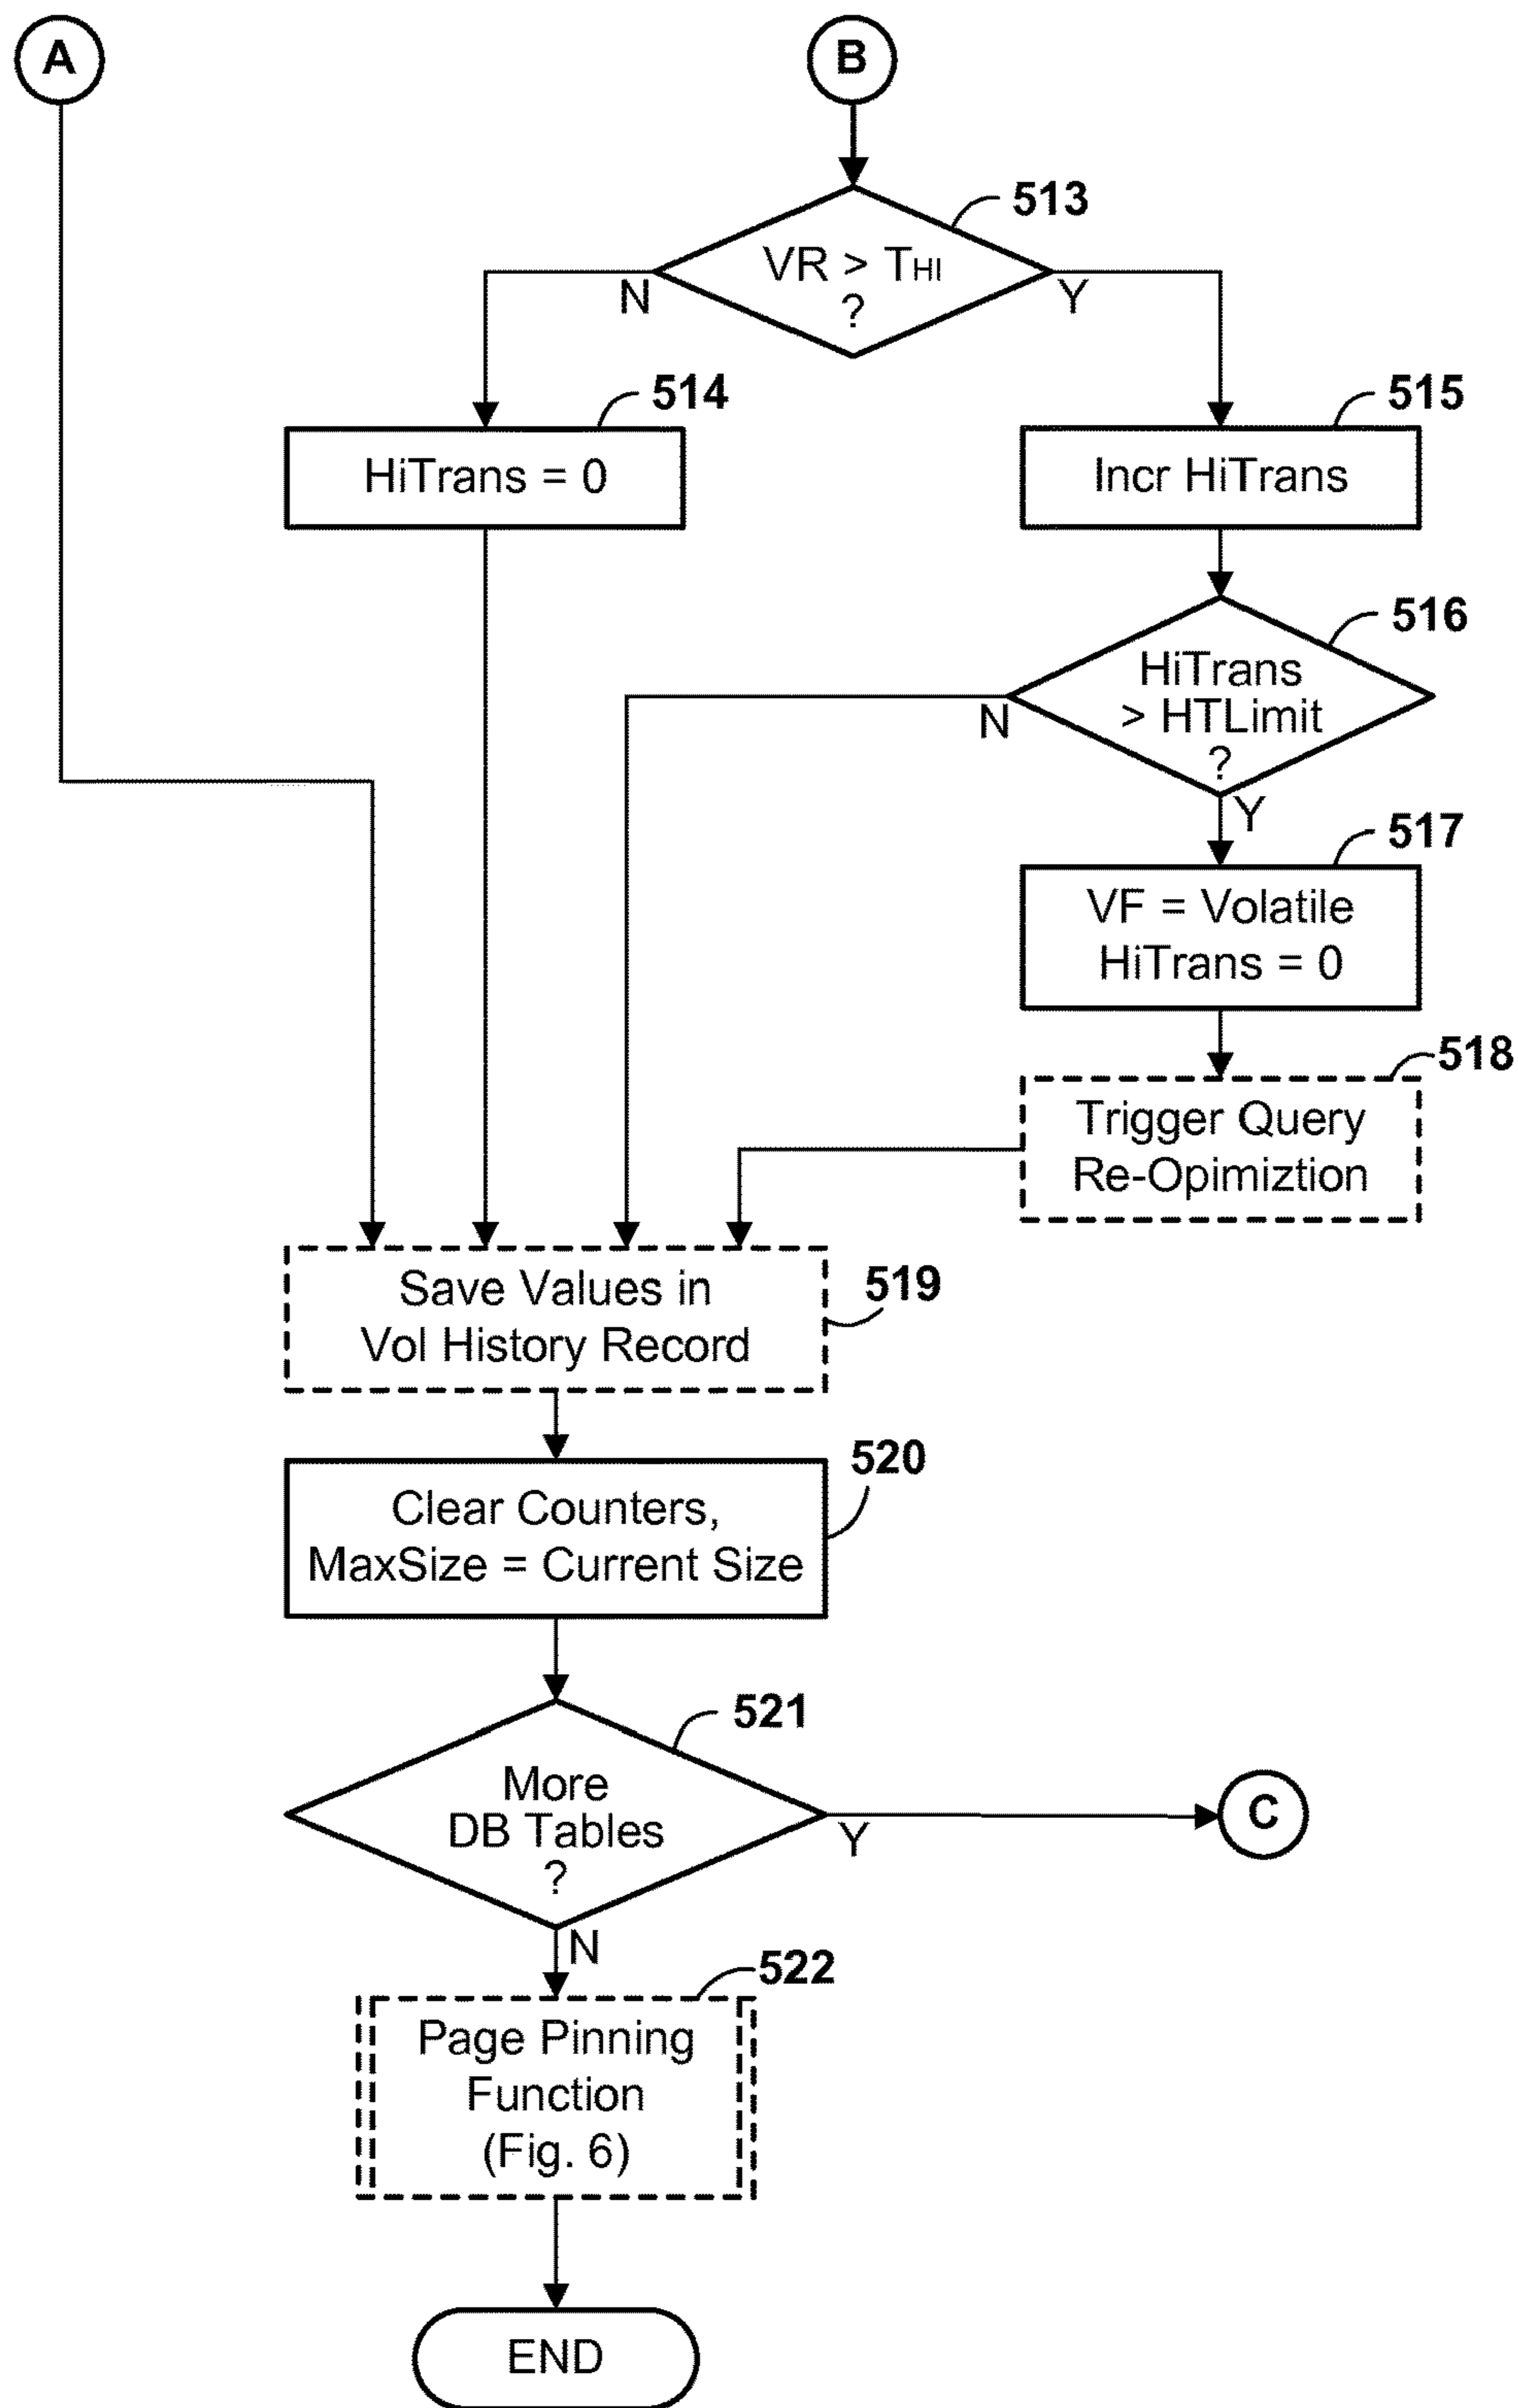 A
B
513
VR > THI
?
N
Y
514
HiTrans = 0
515
Incr HiTrans
516
HiTrans
> HTLimit
?
N
Y
517
VF = Volatile
HiTrans = 0
518
Trigger Query
Re-Opimiztion
519
Save Values in
Vol History Record
520
Clear Counters,
MaxSize = Current Size
521
More
DB Tables
?
Y
C
N
522
Page Pinning
Function
(Fig. 6)
END